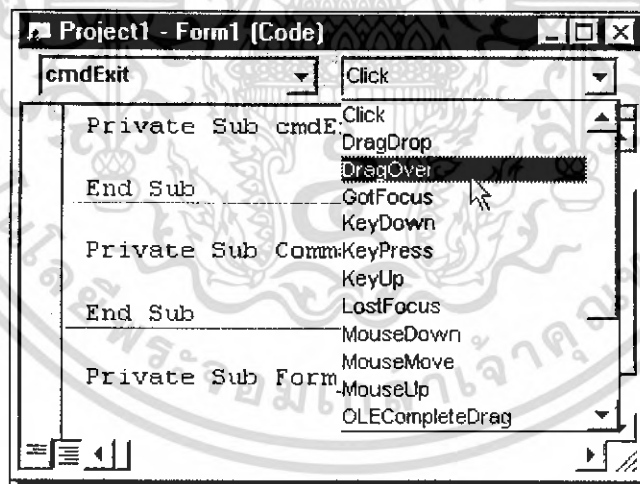 Project1 - Form1 (Code)
cmdExit Click
Private Sub cmdE
Click
DragDrop
DragOver
End Sub
GotFocus
KeyDown
Private Sub Comm
KeyPress
KeyUp
End Sub
LostFocus
MouseDown
MouseMove
Private Sub Form
MouseUp
OLECompleteDrag